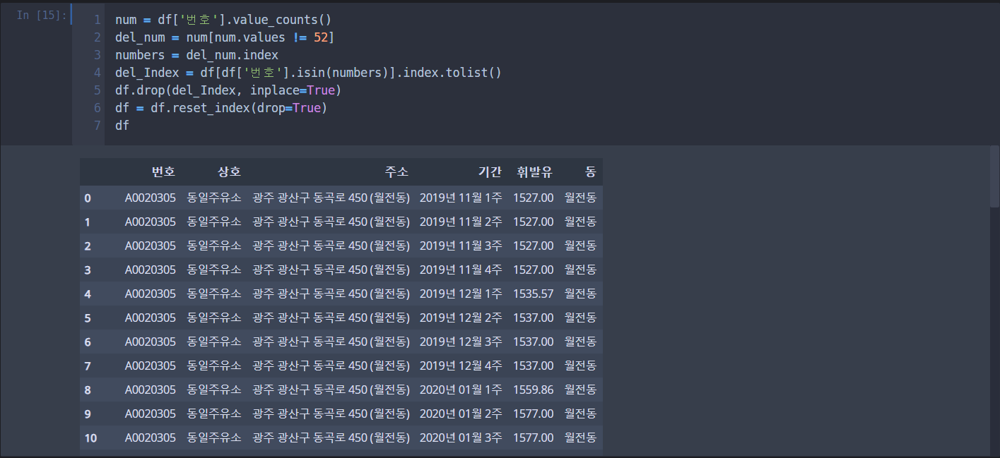 In [15]:
1 num = df['번호'].value_counts()
2 del_num = num[num.values != 52]
3 numbers = del_num.index
4 del_Index = df[df['번호'].isin(numbers)].index.tolist()
5 df.drop(del_Index, inplace=True)
6 df = df.reset_index(drop=True)
7 df
번호 상호 주소 기간 휘발유 동
0 A0020305 동일주유소 광주 광산구 동곡로 450 (월전동) 2019년 11월 1주 1527.00 월전동
1 A0020305 동일주유소 광주 광산구 동곡로 450 (월전동) 2019년 11월 2주 1527.00 월전동
2 A0020305 동일주유소 광주 광산구 동곡로 450 (월전동) 2019년 11월 3주 1527.00 월전동
3 A0020305 동일주유소 광주 광산구 동곡로 450 (월전동) 2019년 11월 4주 1527.00 월전동
4 A0020305 동일주유소 광주 광산구 동곡로 450 (월전동) 2019년 12월 1주 1535.57 월전동
5 A0020305 동일주유소 광주 광산구 동곡로 450 (월전동) 2019년 12월 2주 1537.00 월전동
6 A0020305 동일주유소 광주 광산구 동곡로 450 (월전동) 2019년 12월 3주 1537.00 월전동
7 A0020305 동일주유소 광주 광산구 동곡로 450 (월전동) 2019년 12월 4주 1537.00 월전동
8 A0020305 동일주유소 광주 광산구 동곡로 450 (월전동) 2020년 01월 1주 1559.86 월전동
9 A0020305 동일주유소 광주 광산구 동곡로 450 (월전동) 2020년 01월 2주 1577.00 월전동
10 A0020305 동일주유소 광주 광산구 동곡로 450 (월전동) 2020년 01월 3주 1577.00 월전동